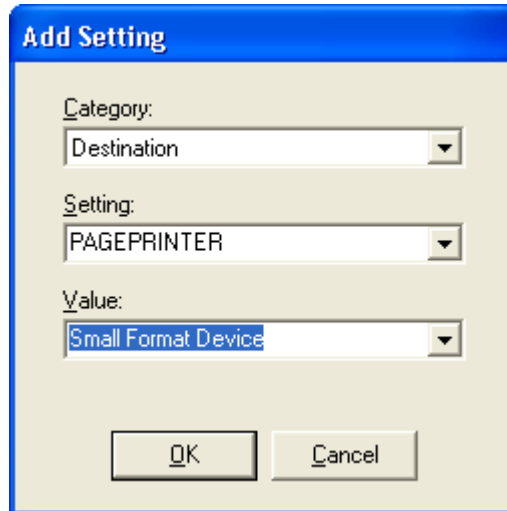 Add Setting
Category:
Destination
Setting:
PAGEPRINTER
Value:
Small Format Device
OK
Cancel